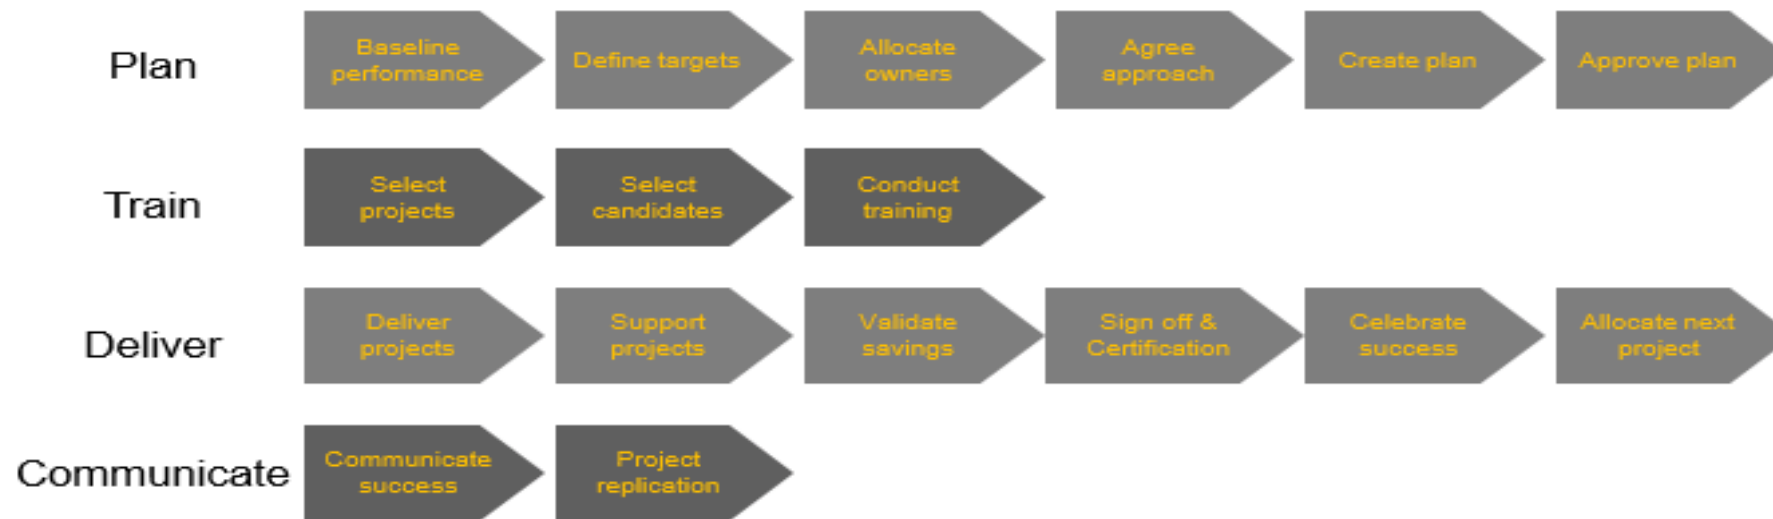 Plan
Baseline
performance
Define targets
Allocate
owners
Agree
approach
Create plan
Approve plan
Train
Select
projects
Select
candidates
Conduct
training
Deliver
Deliver
projects
Support
projects
Validate
savings
Sign off &
Certification
Celebrate
success
Allocate next
project
Communicate
Communicate
success
Project
replication